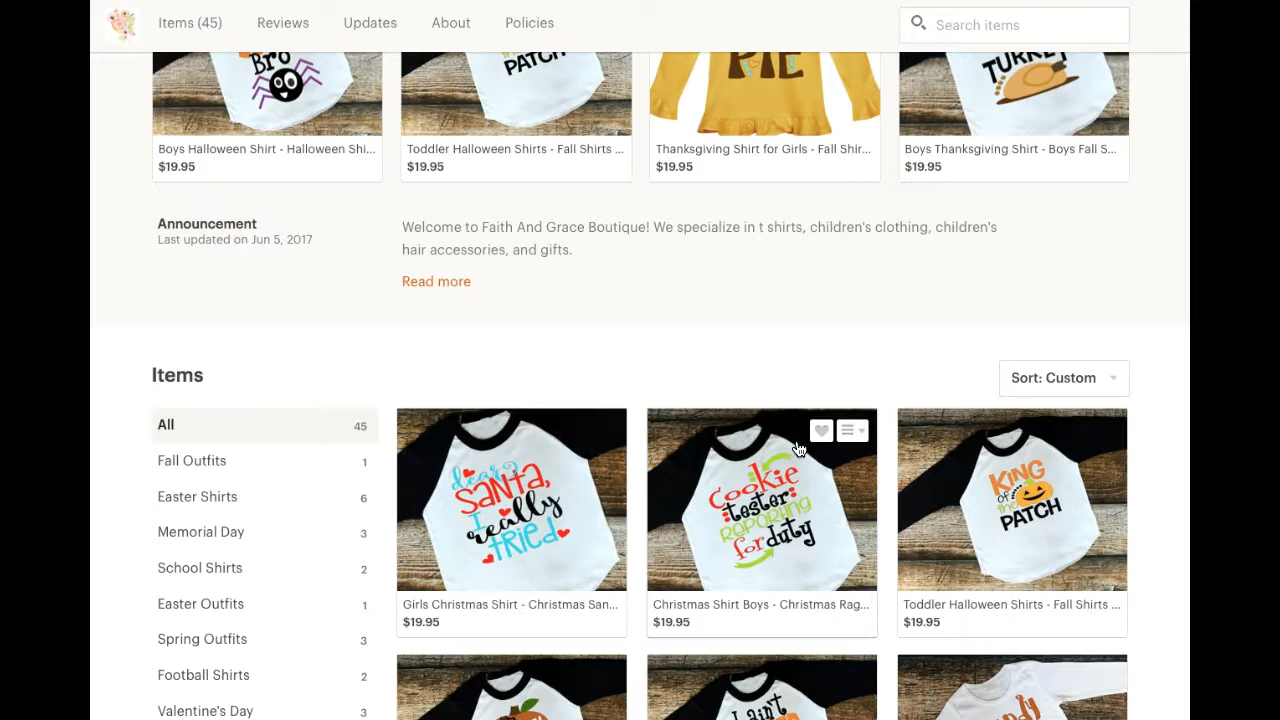 Items (45)
Reviews
Updates
About
Policies
Search items
Bro
PATCH
PIE
TURKEY
Boys Halloween Shirt - Halloween Shi...
$19.95
Toddler Halloween Shirts - Fall Shirts ...
$19.95
Thanksgiving Shirt for Girls - Fall Shir...
$19.95
Boys Thanksgiving Shirt - Boys Fall S...
$19.95
Announcement
Last updated on Jun 5, 2017
Welcome to Faith And Grace Boutique! We specialize in t shirts, children's clothing, children's
hair accessories, and gifts.
Read more
Items
Sort: Custom
All 45
Fall Outfits 1
Easter Shirts 6
Memorial Day 3
School Shirts 2
Easter Outfits 1
Spring Outfits 3
Football Shirts 2
Valentine's Day 3
dear
SANTA,
I
really
tRiEd
Cookie
tester
REPORTING
for duty
KING
of the
PATCH
Girls Christmas Shirt - Christmas San...
$19.95
Christmas Shirt Boys - Christmas Rag...
$19.95
Toddler Halloween Shirts - Fall Shirts ...
$19.95
I ain't